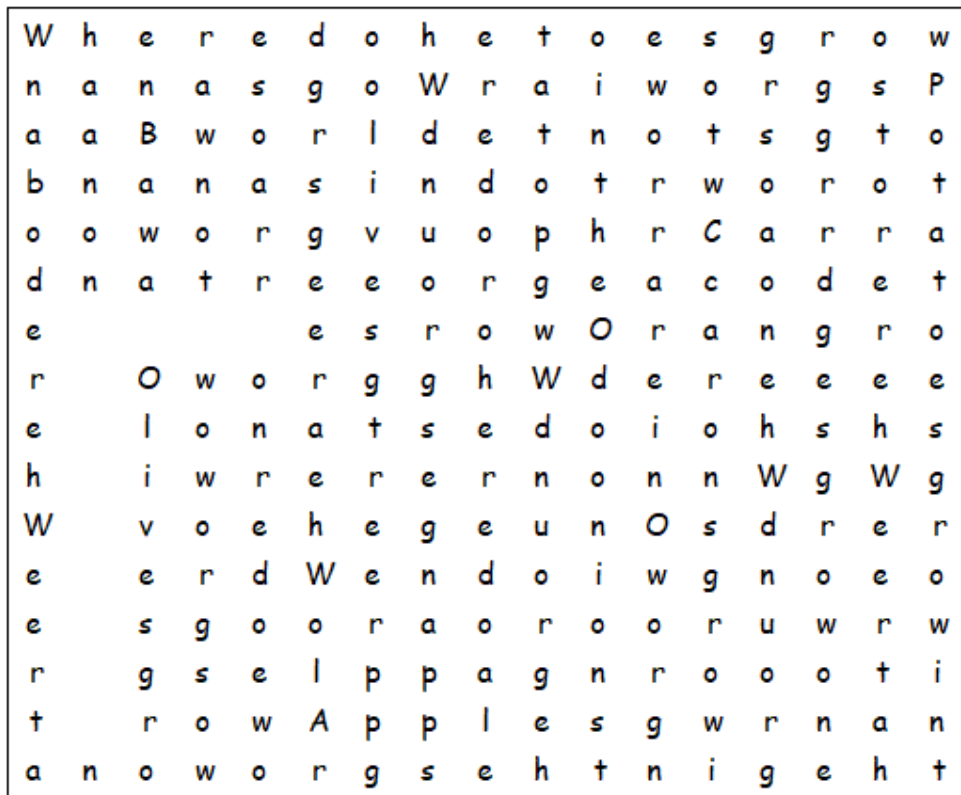 W h e r e d o h e t o e s g r o w
n a n a s g o W r a i w o r g s P
a a B w o r l d e t n o t s g t o
b n a n a s i n d o t r w o r o t
o o w o r g v u o p h r C a r r a
d n a t r e e o r g e a c o d e t
e e s r o w O r a n g r o
r O w o r g g h W d e r e e e e
e l o n a t s e d o i o h s h s
h i w r e r e r n o n n W g W g
W v o e h e g e u n O s d r e r
e e r d W e n d o i w g n o e o
e s g o o r a o r o o r u w r w
r g s e l p p a g n r o o o t i
t r o w A p p l e s g w r n a n
a n o w o r g s e h t n i g e h t